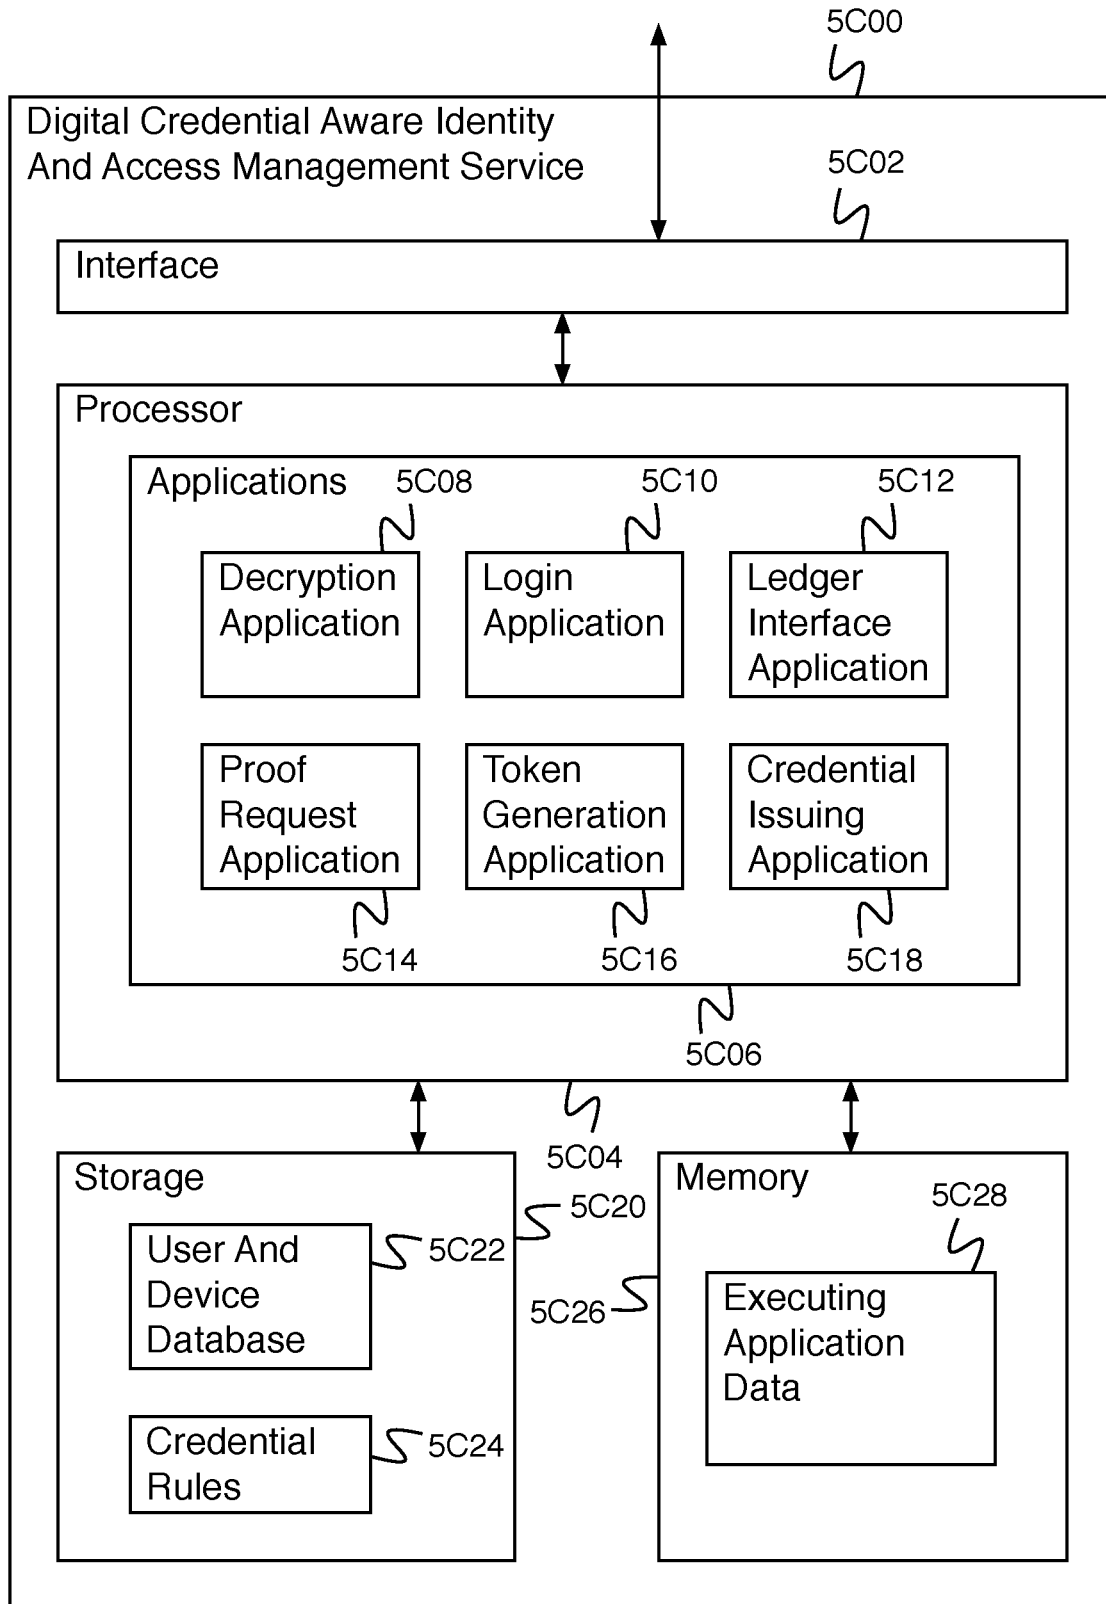 5C00
Digital Credential Aware Identity
And Access Management Service
5C02
Interface
Processor
Applications
5C08
5C10
5C12
Decryption
Application
Login
Application
Ledger
Interface
Application
Proof
Request
Application
Token
Generation
Application
Credential
Issuing
Application
5C14
5C16
5C18
5C06
5C04
Storage
5C20
User And
Device
Database
5C22
Credential
Rules
5C24
Memory
5C28
5C26
Executing
Application
Data